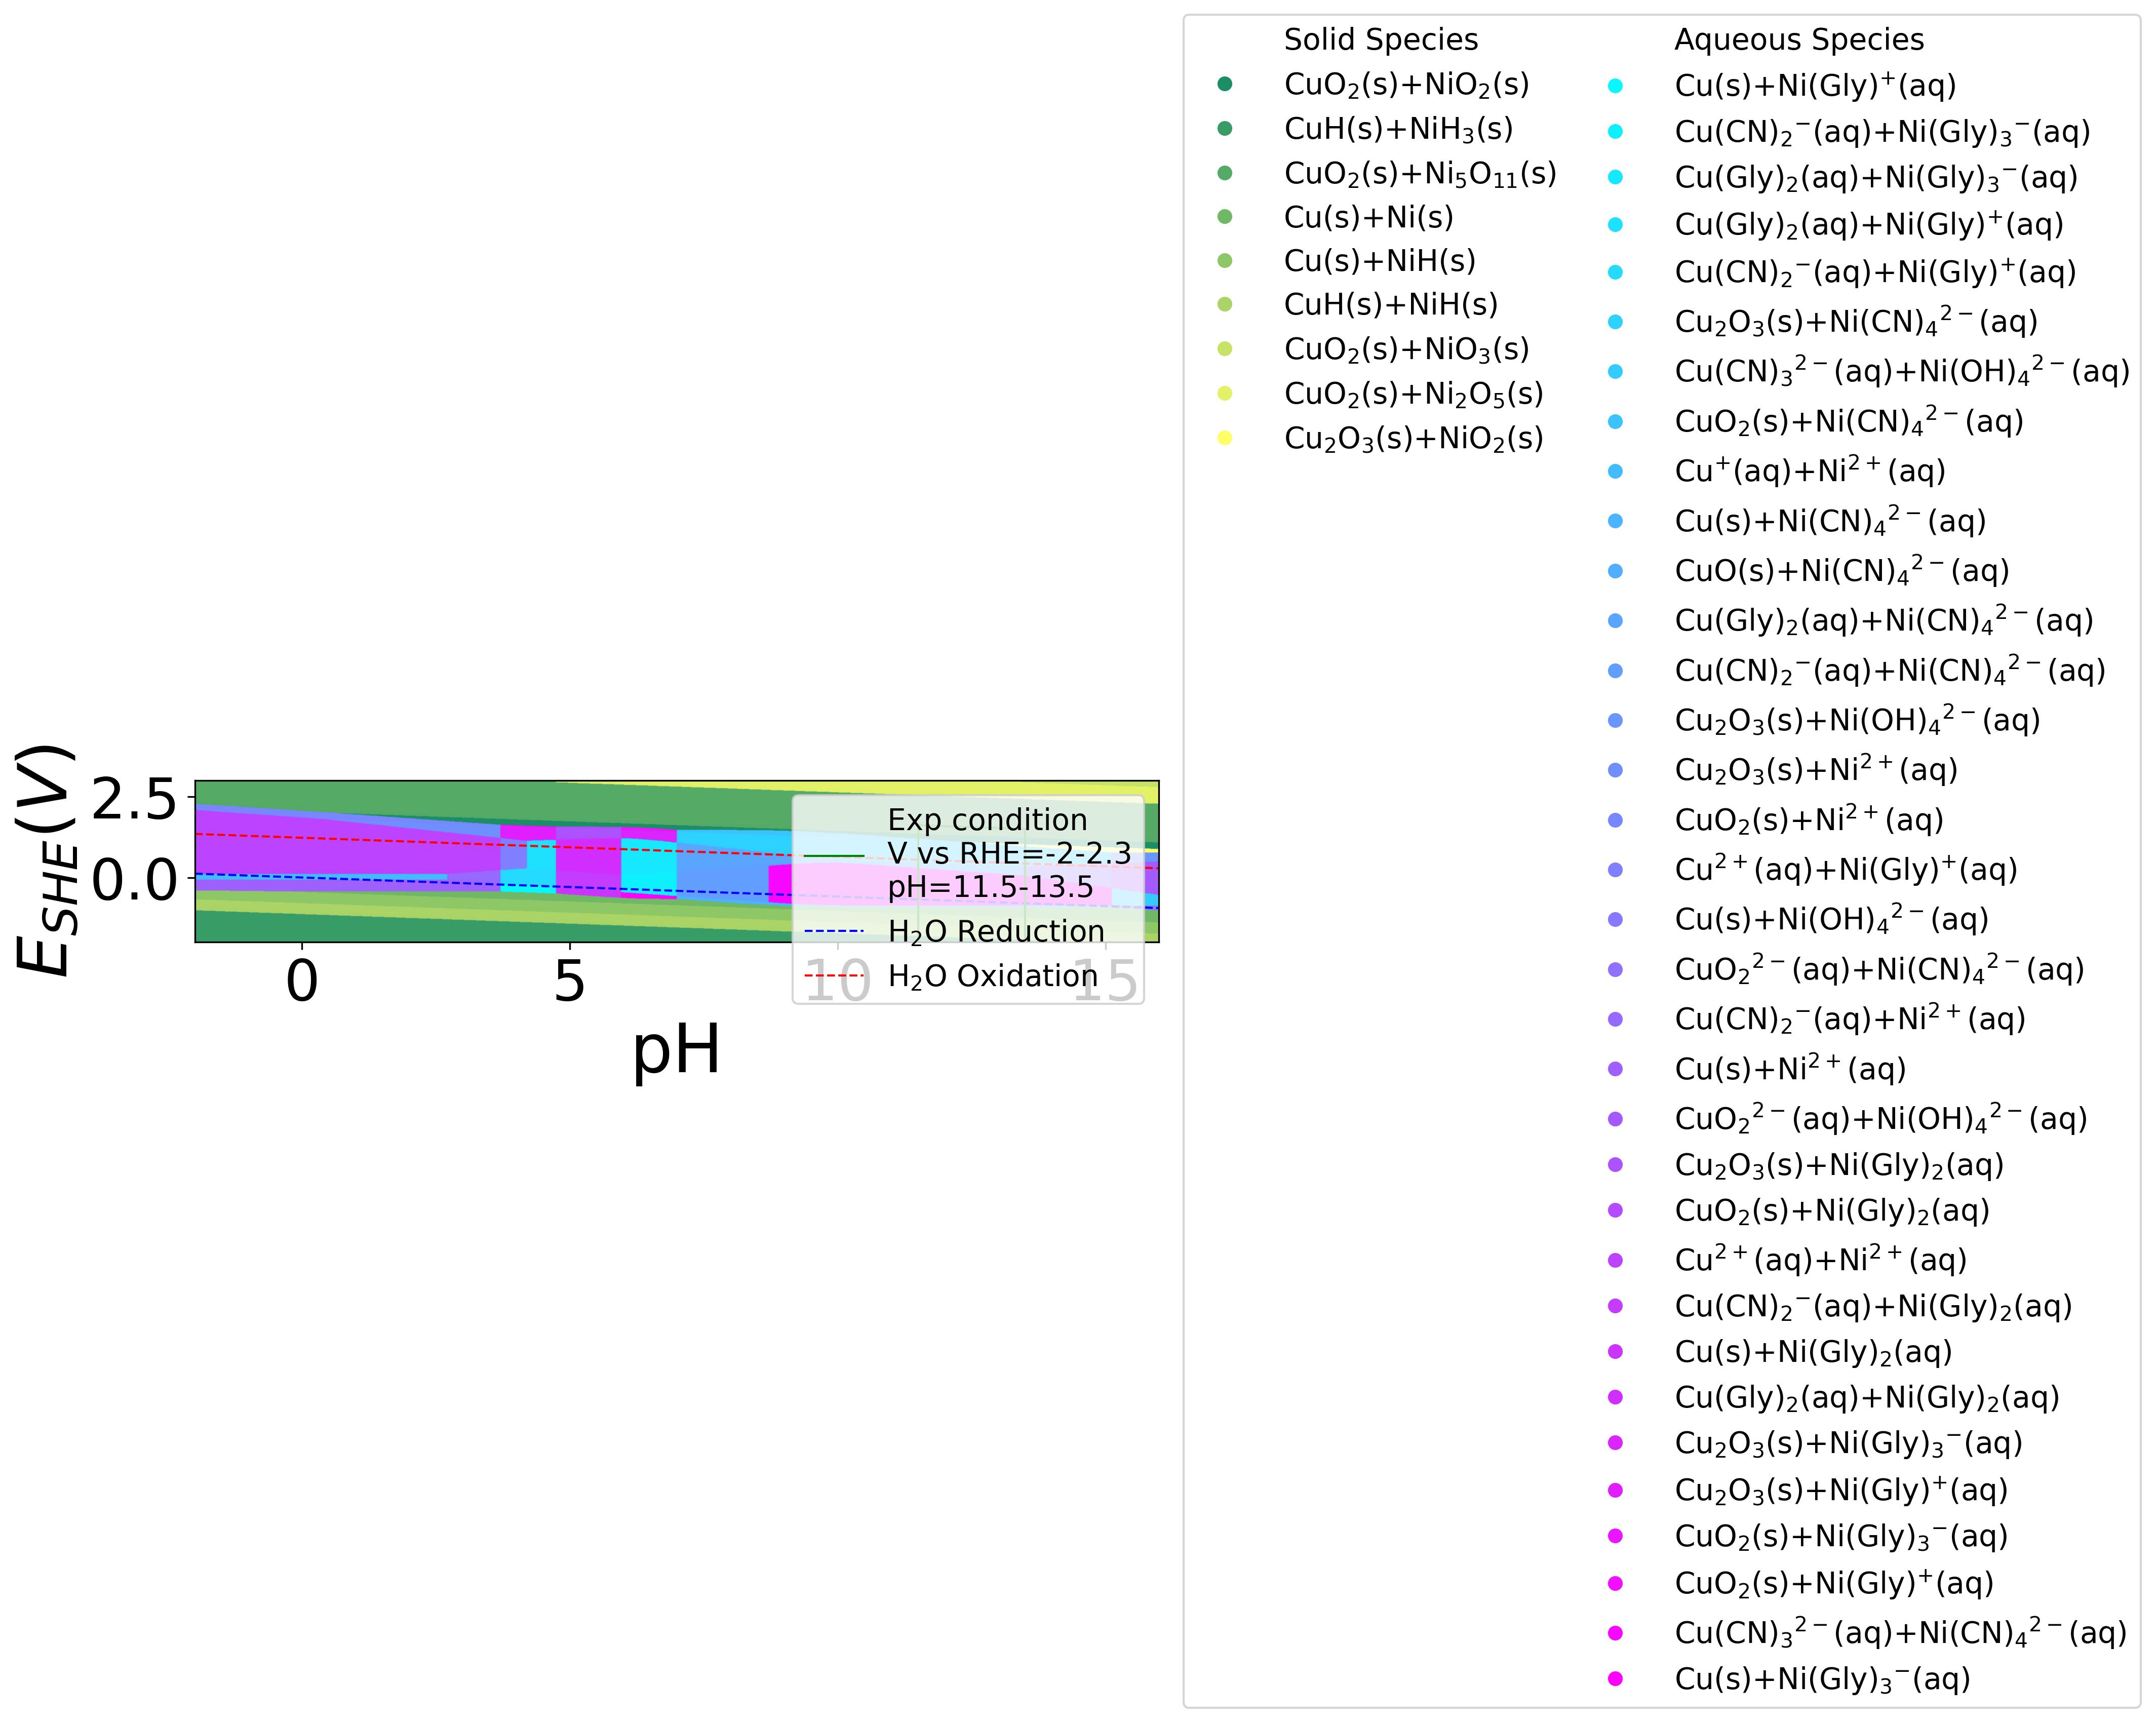 Solid Species
CuO₂(s)+NiO₂(s)
CuH(s)+NiH₃(s)
CuO₂(s)+Ni₅O₁₁(s)
Cu(s)+Ni(s)
Cu(s)+NiH(s)
CuH(s)+NiH(s)
CuO₂(s)+NiO₃(s)
CuO₂(s)+Ni₂O₅(s)
Cu₂O₃(s)+NiO₂(s)
Aqueous Species
Cu(s)+Ni(Gly)⁺(aq)
Cu(CN)₂⁻(aq)+Ni(Gly)₃⁻(aq)
Cu(Gly)₂(aq)+Ni(Gly)₃⁻(aq)
Cu(Gly)₂(aq)+Ni(Gly)⁺(aq)
Cu(CN)₂⁻(aq)+Ni(Gly)⁺(aq)
Cu₂O₃(s)+Ni(CN)₄²⁻(aq)
Cu(CN)₃²⁻(aq)+Ni(OH)₄²⁻(aq)
CuO₂(s)+Ni(CN)₄²⁻(aq)
Cu⁺(aq)+Ni²⁺(aq)
Cu(s)+Ni(CN)₄²⁻(aq)
CuO(s)+Ni(CN)₄²⁻(aq)
Cu(Gly)₂(aq)+Ni(CN)₄²⁻(aq)
Cu(CN)₂⁻(aq)+Ni(CN)₄²⁻(aq)
Cu₂O₃(s)+Ni(OH)₄²⁻(aq)
Cu₂O₃(s)+Ni²⁺(aq)
CuO₂(s)+Ni²⁺(aq)
Cu²⁺(aq)+Ni(Gly)⁺(aq)
Cu(s)+Ni(OH)₄²⁻(aq)
CuO₂²⁻(aq)+Ni(CN)₄²⁻(aq)
Cu(CN)₂⁻(aq)+Ni²⁺(aq)
Cu(s)+Ni²⁺(aq)
CuO₂²⁻(aq)+Ni(OH)₄²⁻(aq)
Cu₂O₃(s)+Ni(Gly)₂(aq)
CuO₂(s)+Ni(Gly)₂(aq)
Cu²⁺(aq)+Ni²⁺(aq)
Cu(CN)₂⁻(aq)+Ni(Gly)₂(aq)
Cu(s)+Ni(Gly)₂(aq)
Cu(Gly)₂(aq)+Ni(Gly)₂(aq)
Cu₂O₃(s)+Ni(Gly)₃⁻(aq)
Cu₂O₃(s)+Ni(Gly)⁺(aq)
CuO₂(s)+Ni(Gly)₃⁻(aq)
CuO₂(s)+Ni(Gly)⁺(aq)
Cu(CN)₃²⁻(aq)+Ni(CN)₄²⁻(aq)
Cu(s)+Ni(Gly)₃⁻(aq)
E_SHE(V)
2.5
0.0
Exp condition
V vs RHE=-2-2.3
pH=11.5-13.5
H₂O Reduction
H₂O Oxidation
0 5 10 15
pH